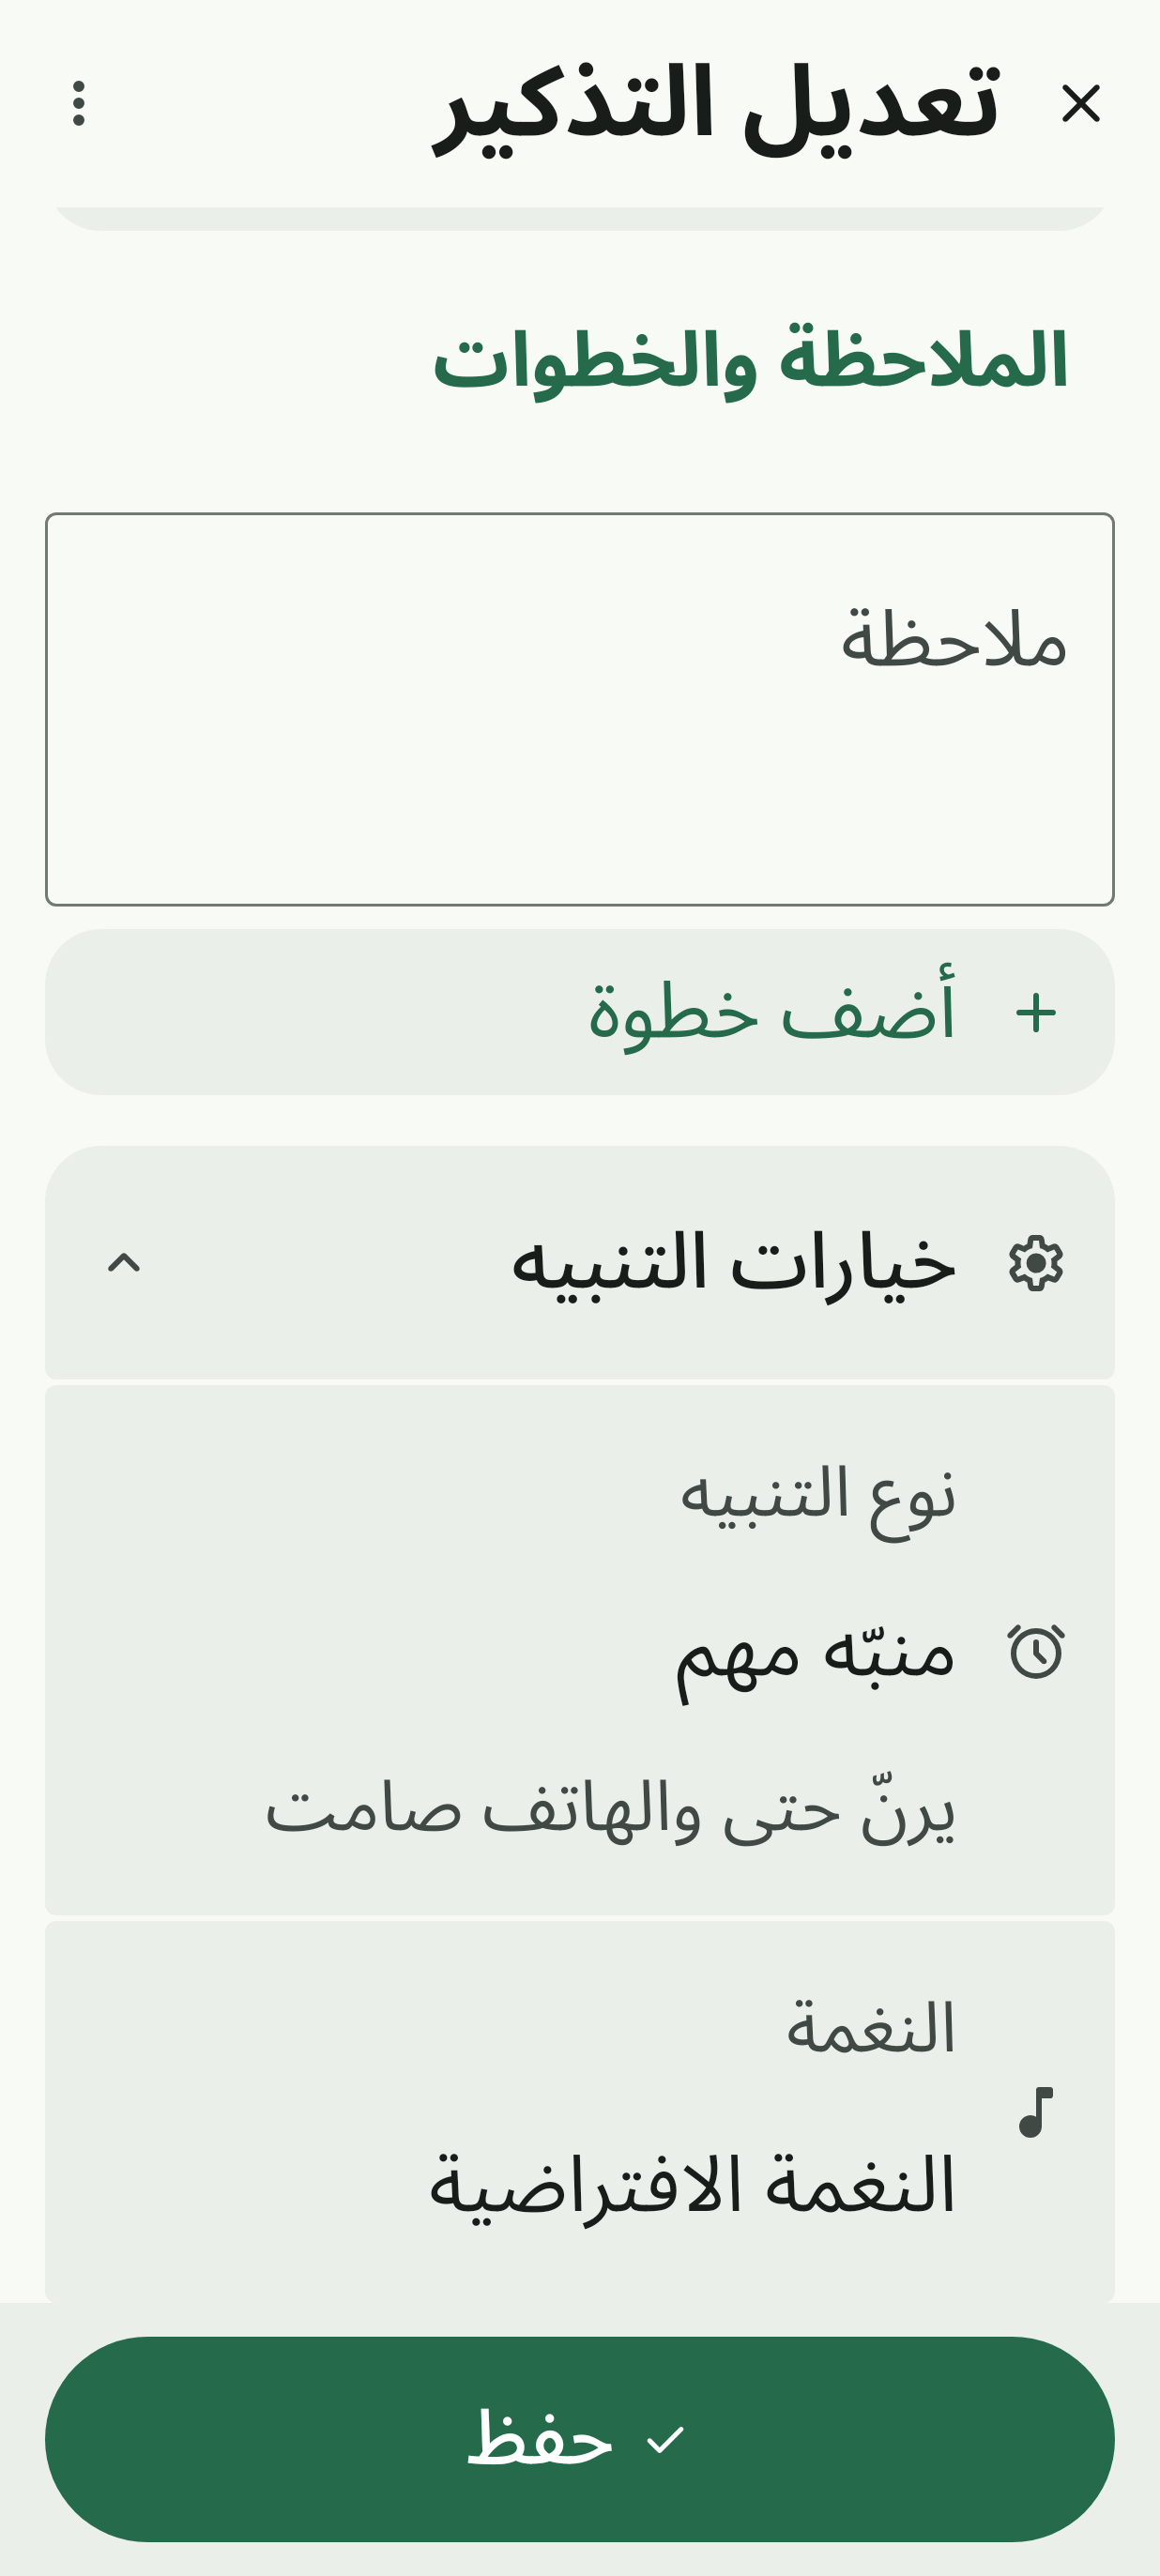 تعديل التذكير
الملاحظة والخطوات
ملاحظة
أضف خطوة
خيارات التنبيه
نوع التنبيه
منبّه مهم
يرنّ حتى والهاتف صامت
النغمة
النغمة الافتراضية
حفظ